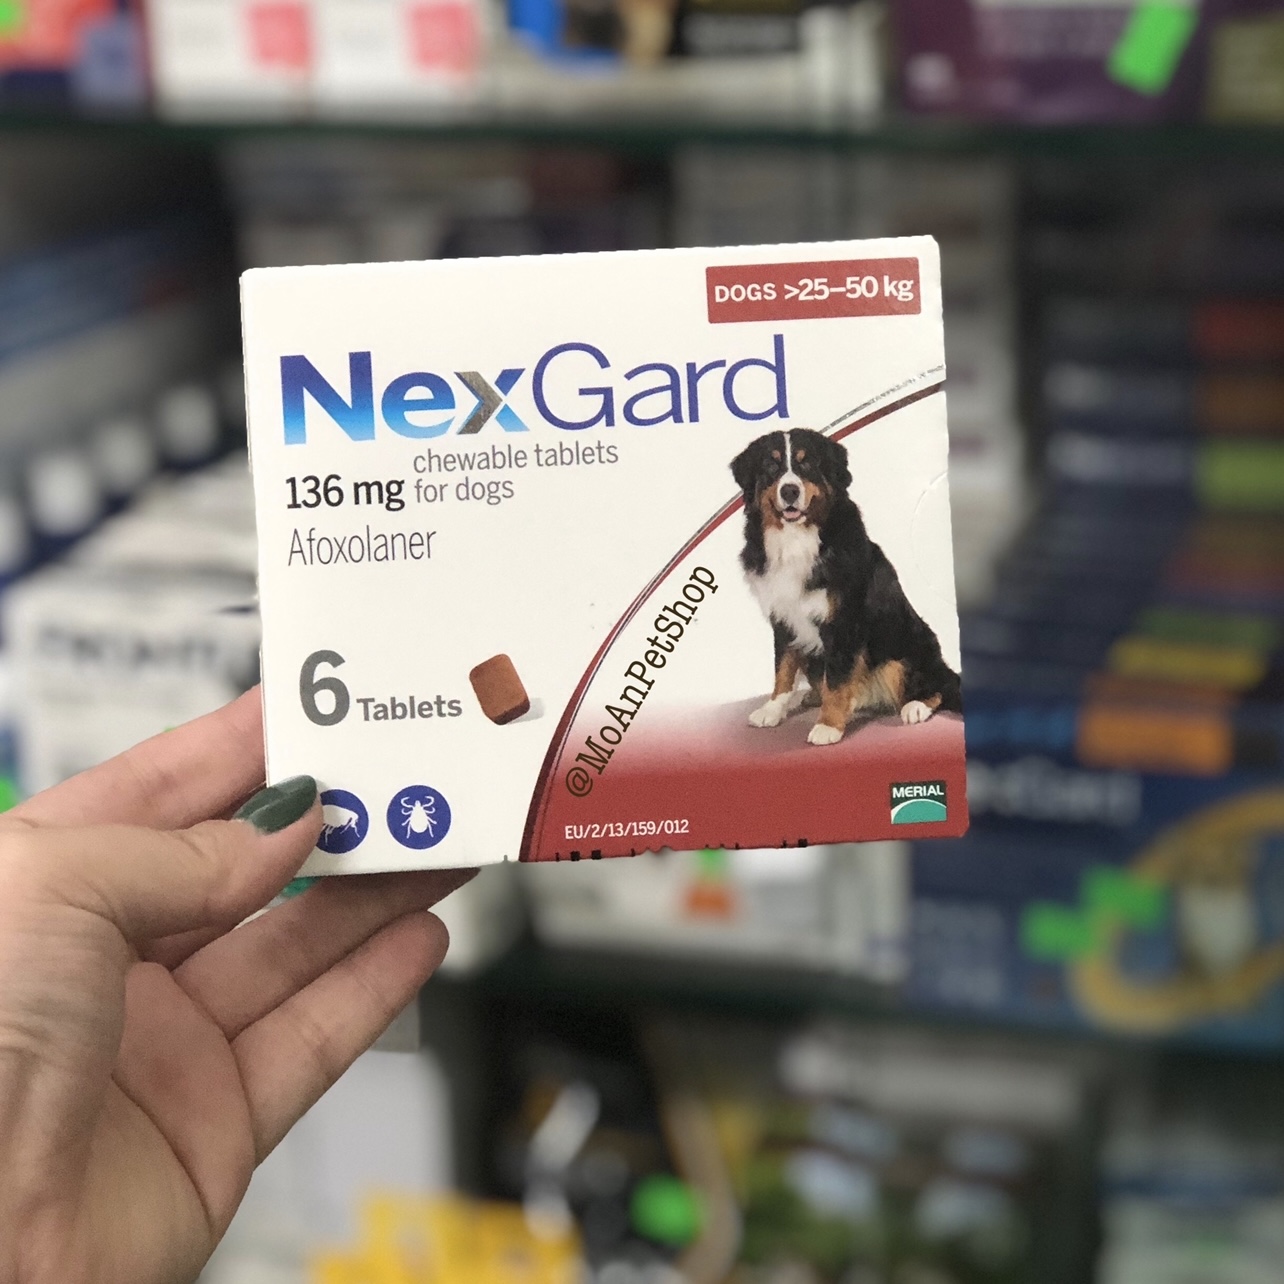 DOGS >25–50 kg
NexGard
chewable tablets
136 mg for dogs
Afoxolaner
6 Tablets
@MoAnPetShop
MERIAL
EU/2/13/159/012